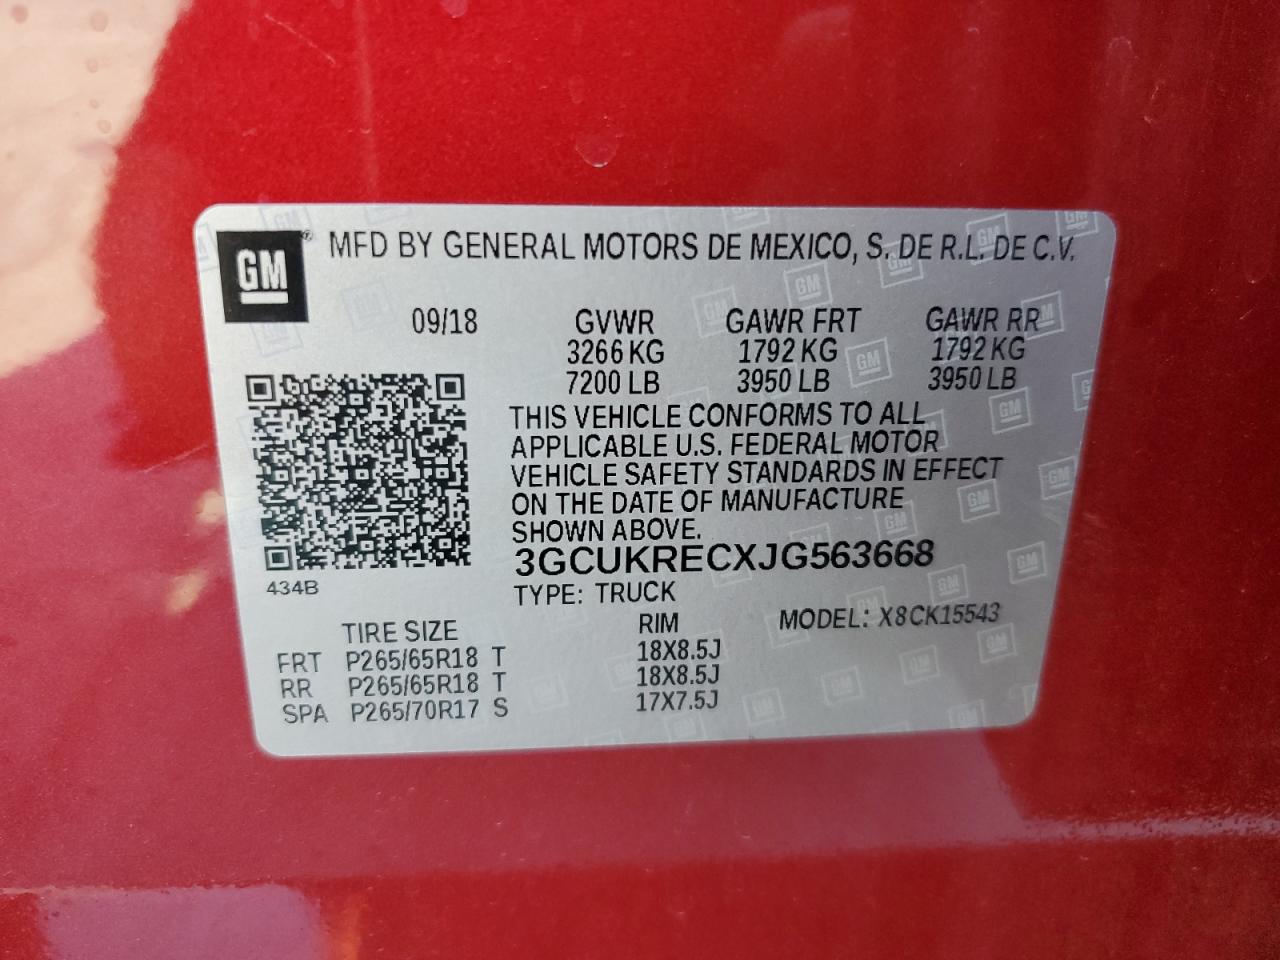 GM® MFD BY GENERAL MOTORS DE MEXICO, S. DE R.L. DE C.V.
09/18 GVWR GAWR FRT GAWR RR
3266 KG 1792 KG 1792 KG
7200 LB 3950 LB 3950 LB
THIS VEHICLE CONFORMS TO ALL
APPLICABLE U.S. FEDERAL MOTOR
VEHICLE SAFETY STANDARDS IN EFFECT
ON THE DATE OF MANUFACTURE
SHOWN ABOVE.
3GCUKRECXJG563668
434B
TYPE: TRUCK
TIRE SIZE RIM MODEL: X8CK15543
FRT P265/65R18 T 18X8.5J
RR P265/65R18 T 18X8.5J
SPA P265/70R17 S 17X7.5J